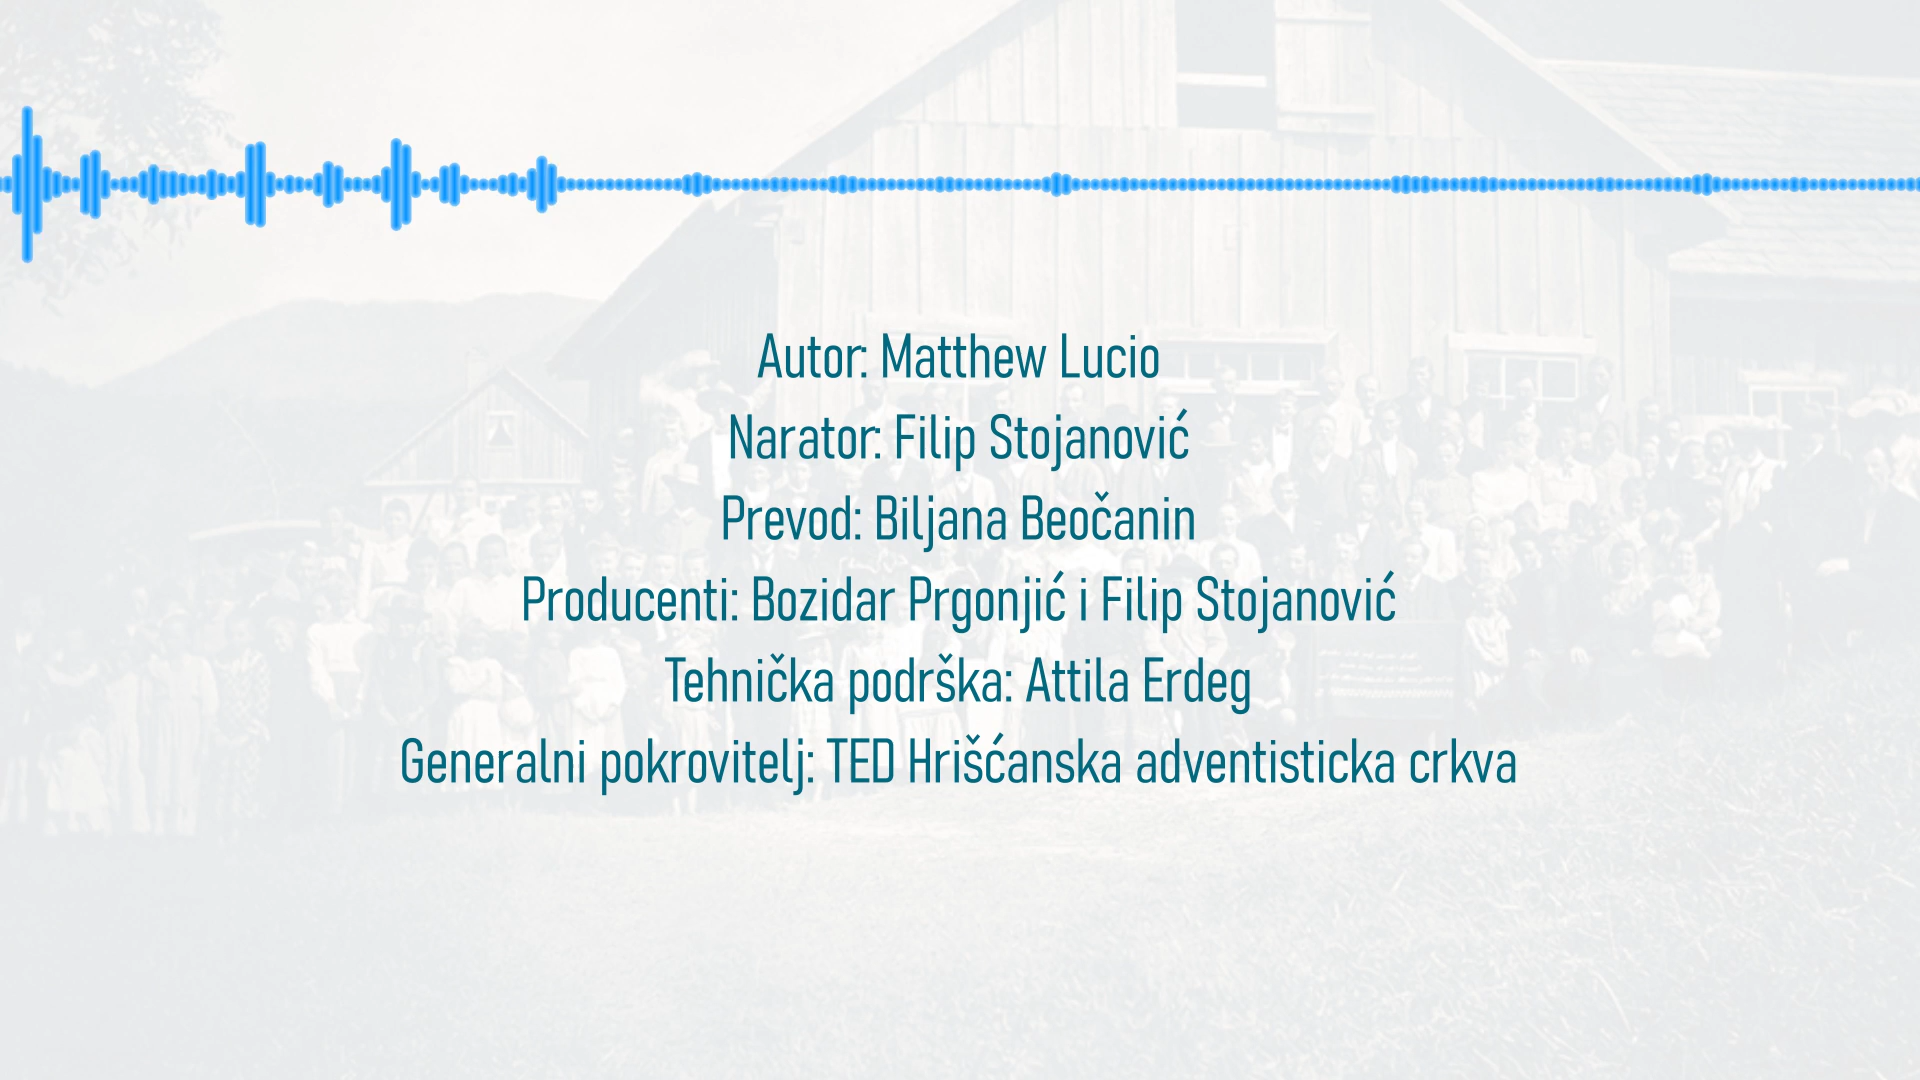 Autor: Matthew Lucio
Narator: Filip Stojanović
Prevod: Biljana Beočanin
Producenti: Bozidar Prgonjić i Filip Stojanović
Tehnička podrška: Attila Erdeg
Generalni pokrovitelj: TED Hrišćanska adventisticka crkva